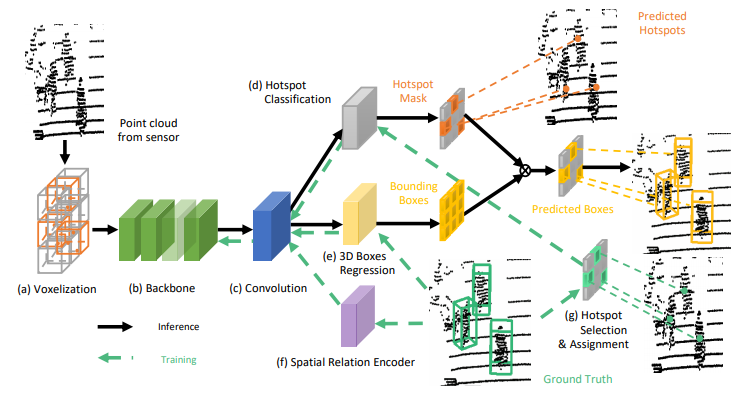 Predicted
Hotspots
(d) Hotspot
Classification
Hotspot
Mask
Point cloud
from sensor
Bounding
Boxes
Predicted Boxes
(a) Voxelization
(b) Backbone
(c) Convolution
(e) 3D Boxes
Regression
(g) Hotspot
Selection
& Assignment
Inference
Training
(f) Spatial Relation Encoder
Ground Truth